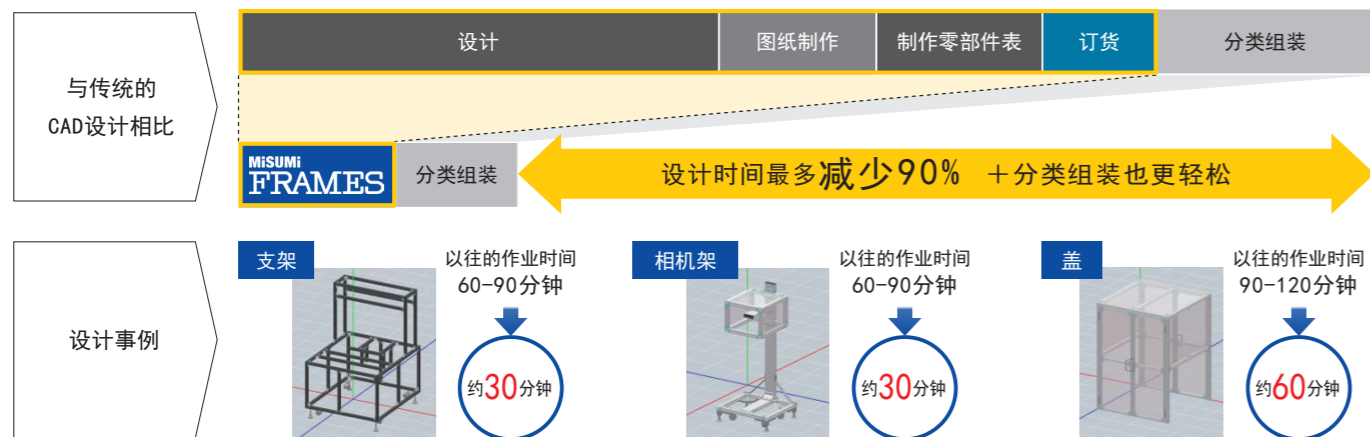 与传统的
CAD设计相比
设计
图纸制作
制作零部件表
订货
分类组装
MiSUMi
FRAMES
分类组装
设计时间最多减少90% ＋分类组装也更轻松
设计事例
支架
以往的作业时间
60-90分钟
约30分钟
相机架
以往的作业时间
60-90分钟
约30分钟
盖
以往的作业时间
90-120分钟
约60分钟